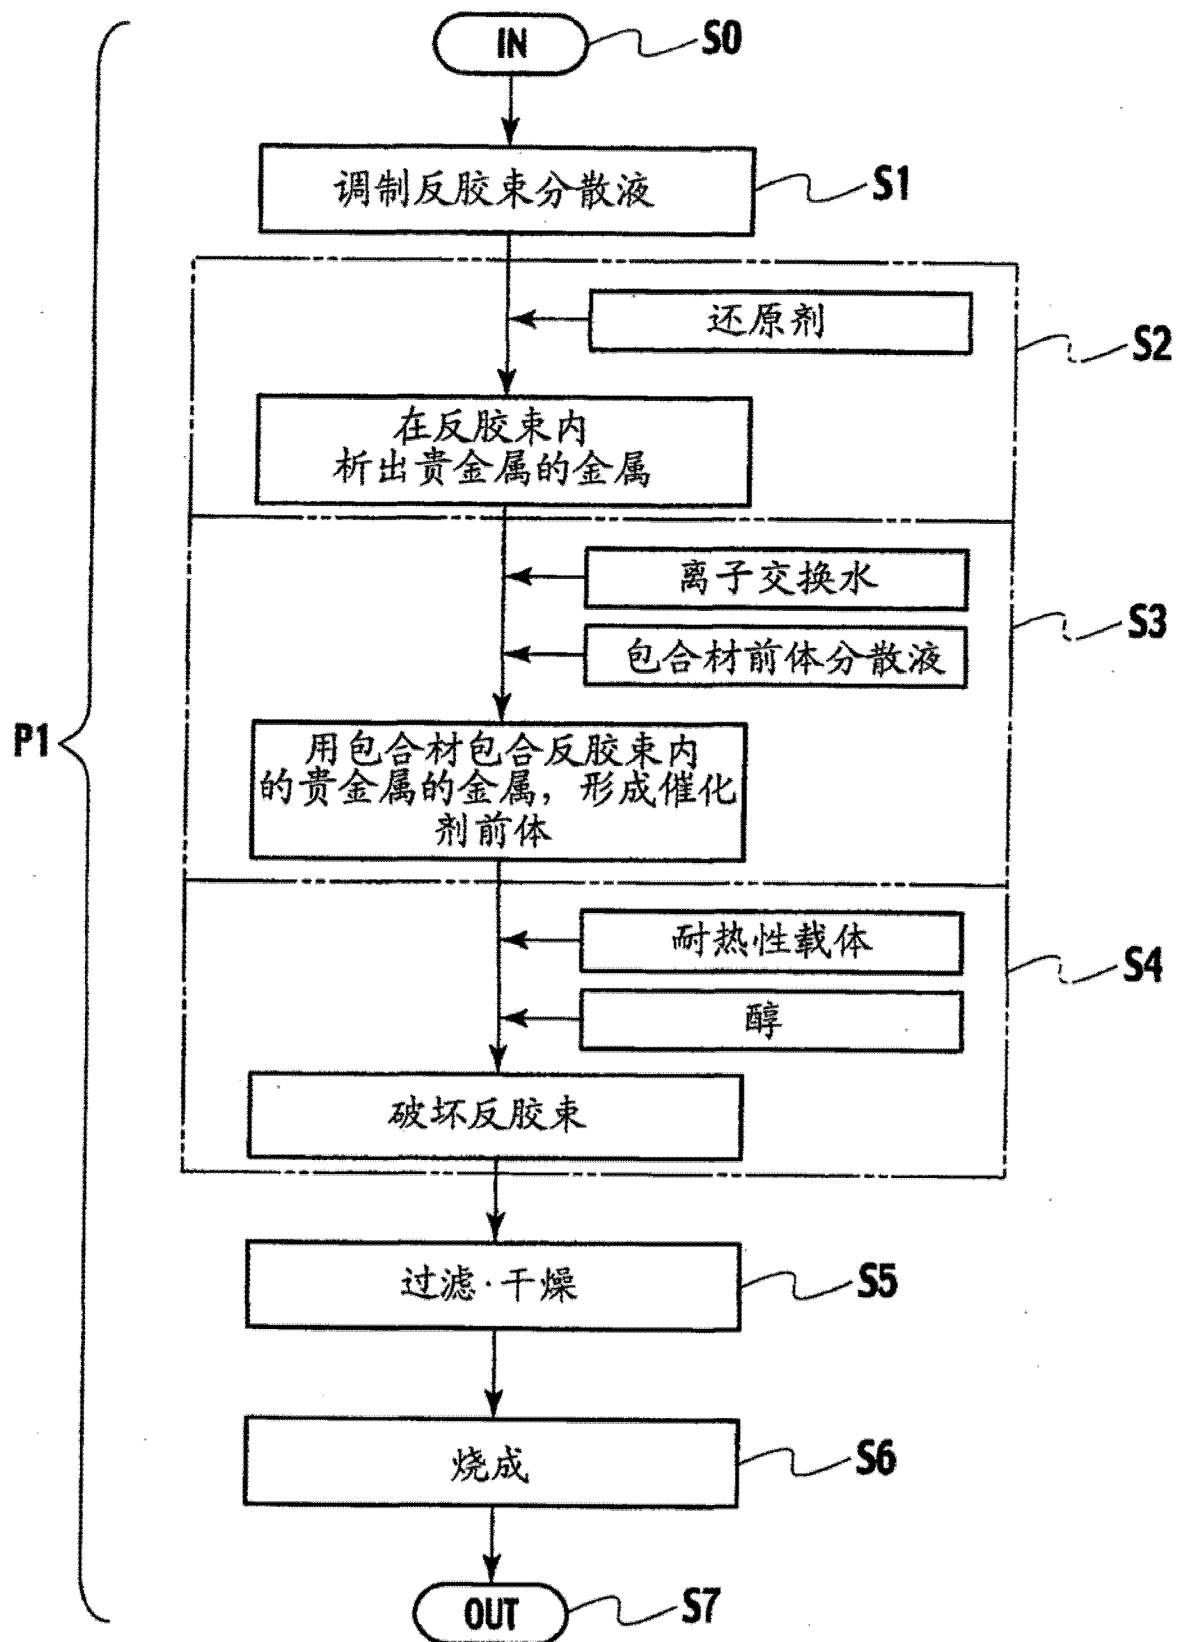 IN
S0
调制反胶束分散液
S1
还原剂
S2
在反胶束内
析出贵金属的金属
离子交换水
S3
包合材前体分散液
P1
用包合材包合反胶束内
的贵金属的金属，形成催化
剂前体
耐热性载体
S4
醇
破坏反胶束
过滤·干燥
S5
烧成
S6
OUT
S7